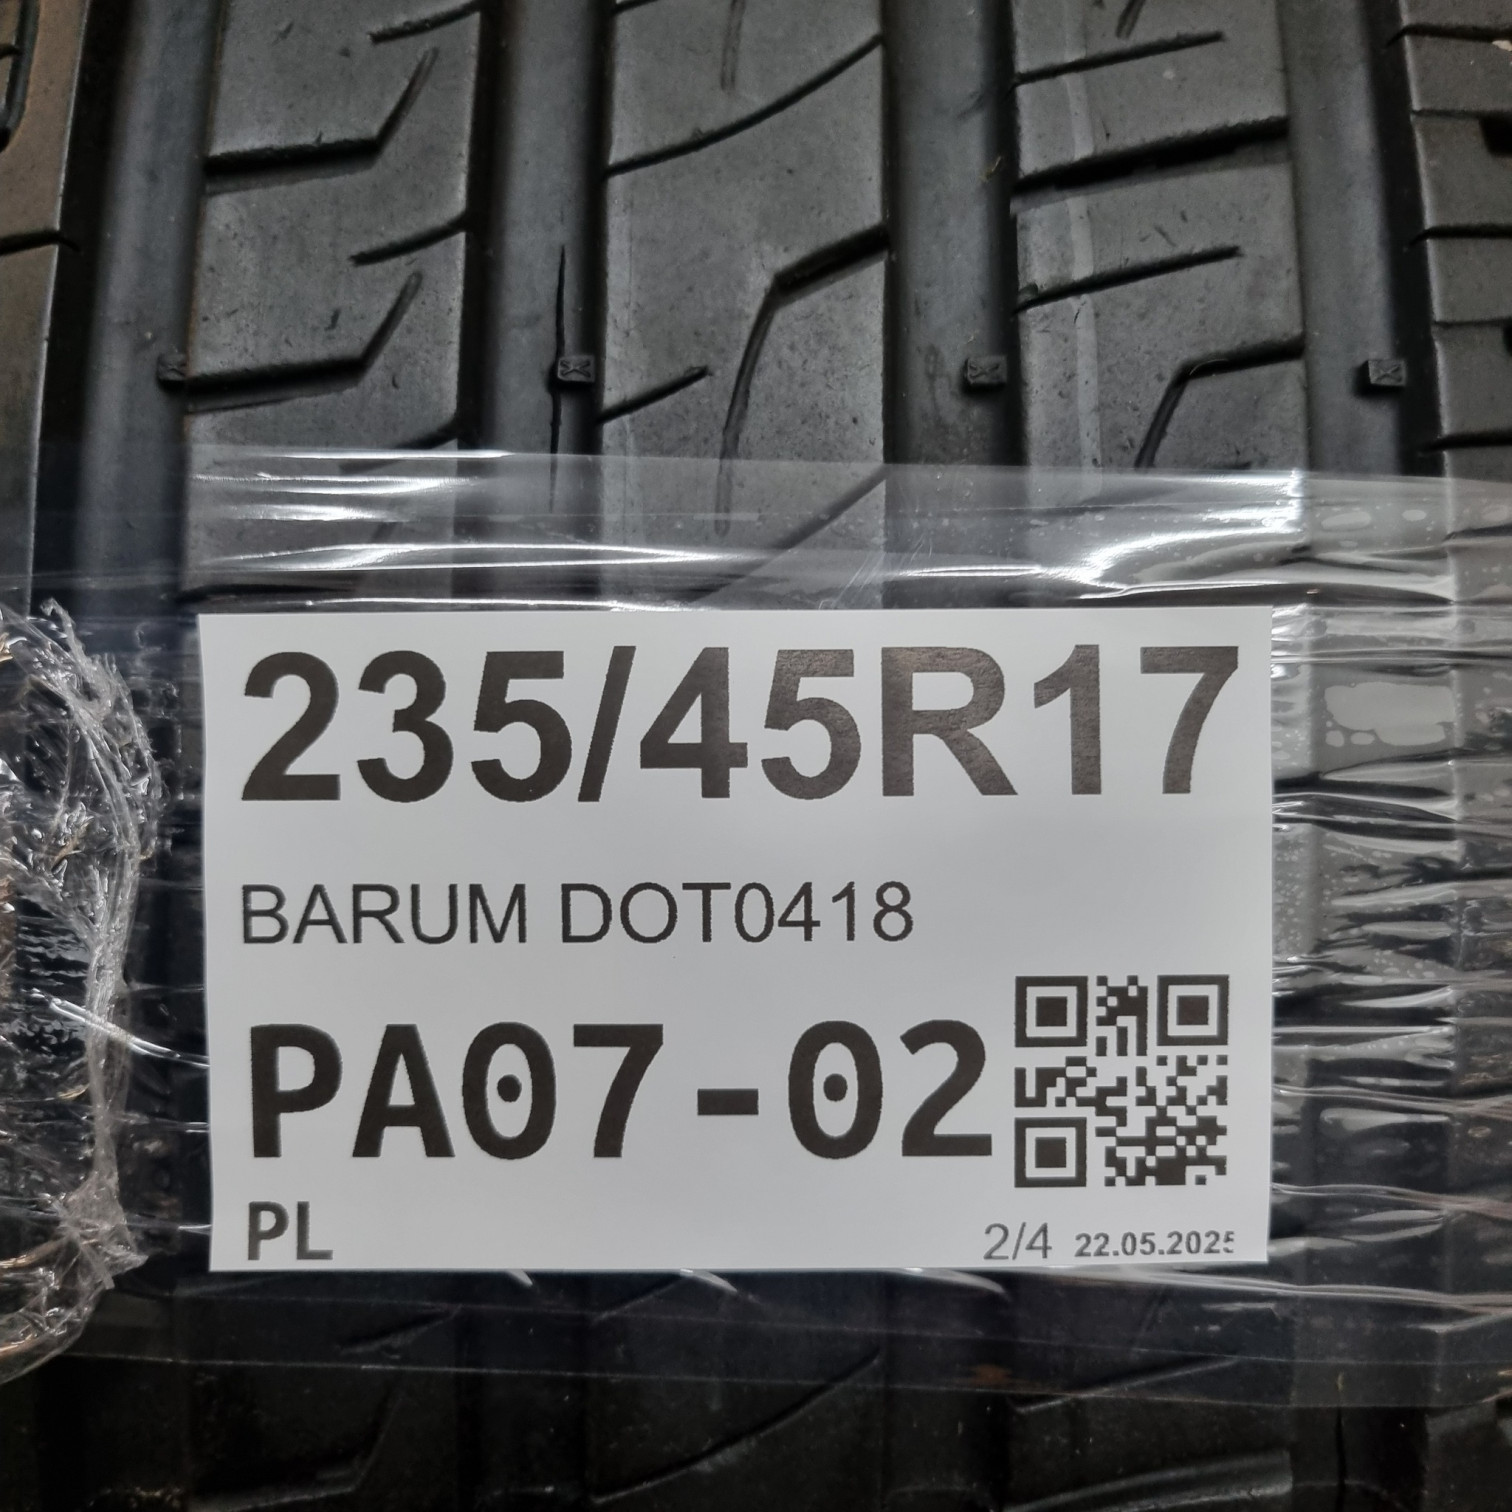 235/45R17
BARUM DOT0418
PA07-02
PL
2/4 22.05.2025